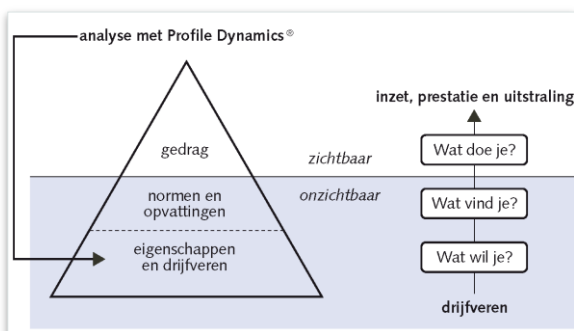 analyse met Profile Dynamics®
inzet, prestatie en uitstraling
gedrag
zichtbaar
Wat doe je?
normen en
opvattingen
onzichtbaar
Wat vind je?
eigenschappen
en drijfveren
Wat wil je?
drijfveren